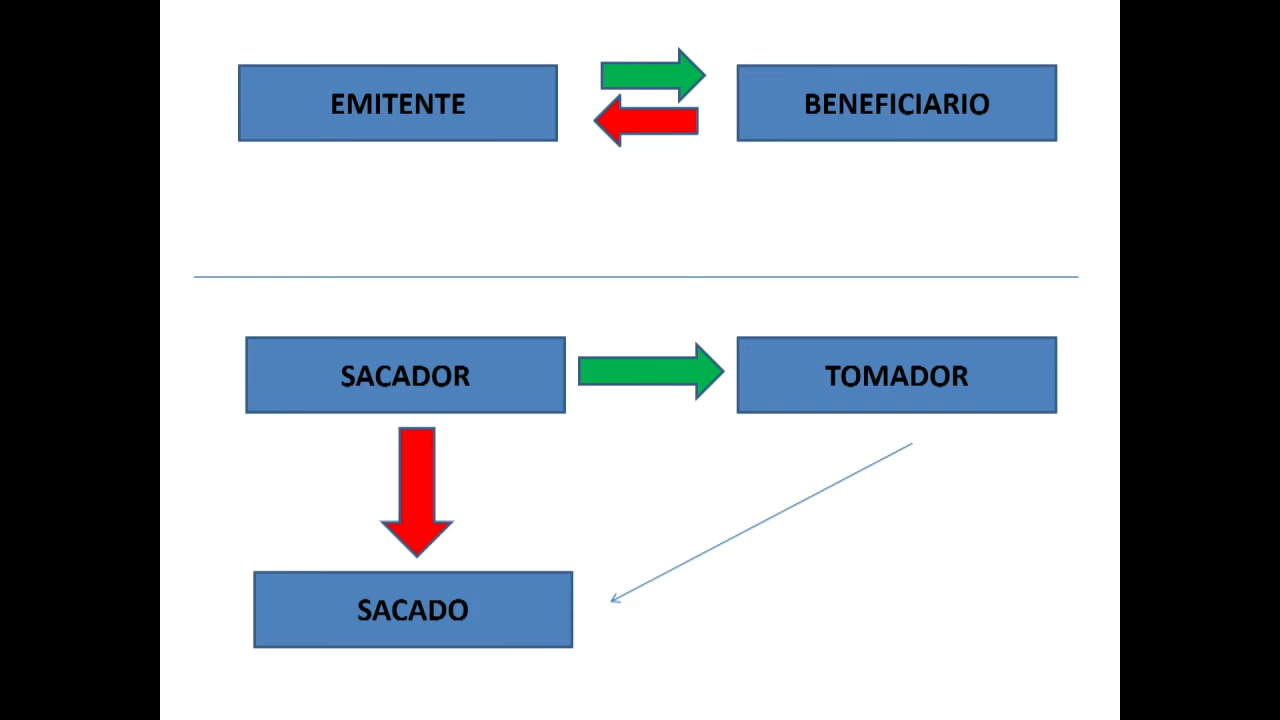 EMITENTE
BENEFICIARIO
SACADOR
TOMADOR
SACADO